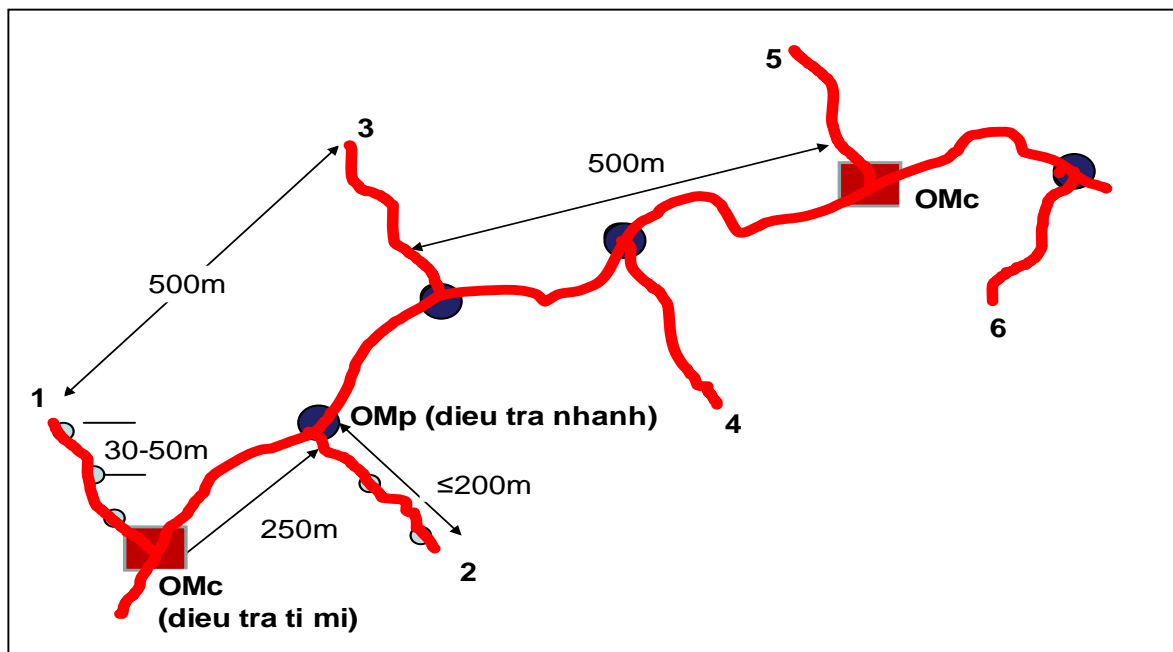 5
3
500m
OMc
500m
6
1
4
OMp (dieu tra nhanh)
30-50m
≤200m
250m
2
OMc
(dieu tra ti mi)